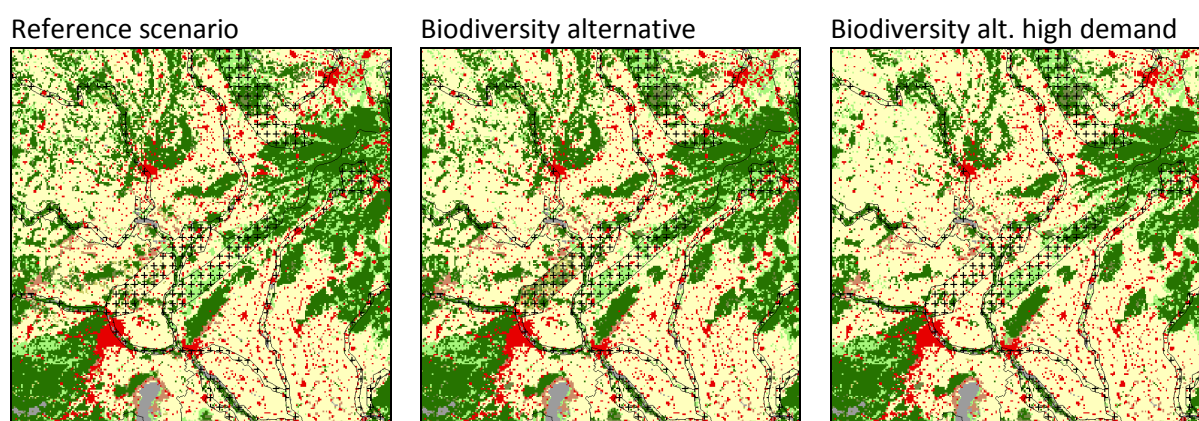 Reference scenario
Biodiversity alternative
Biodiversity alt. high demand